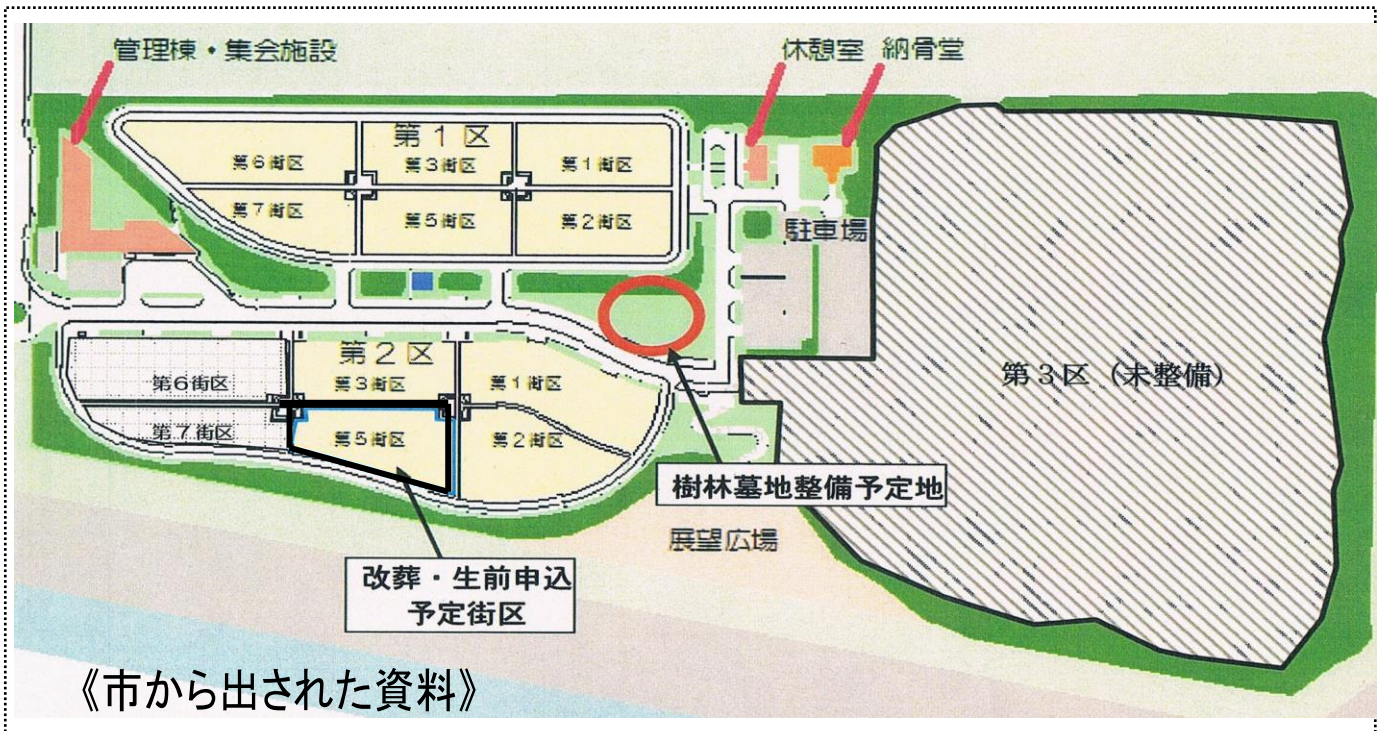 管理棟・集会施設
休憩室 納骨堂
第１区
第６街区
第３街区
第１街区
第７街区
第５街区
第２街区
駐車場
第２区
第６街区
第３街区
第１街区
第７街区
第５街区
第２街区
第３区（未整備）
樹林墓地整備予定地
展望広場
改葬・生前申込
予定街区
《市から出された資料》